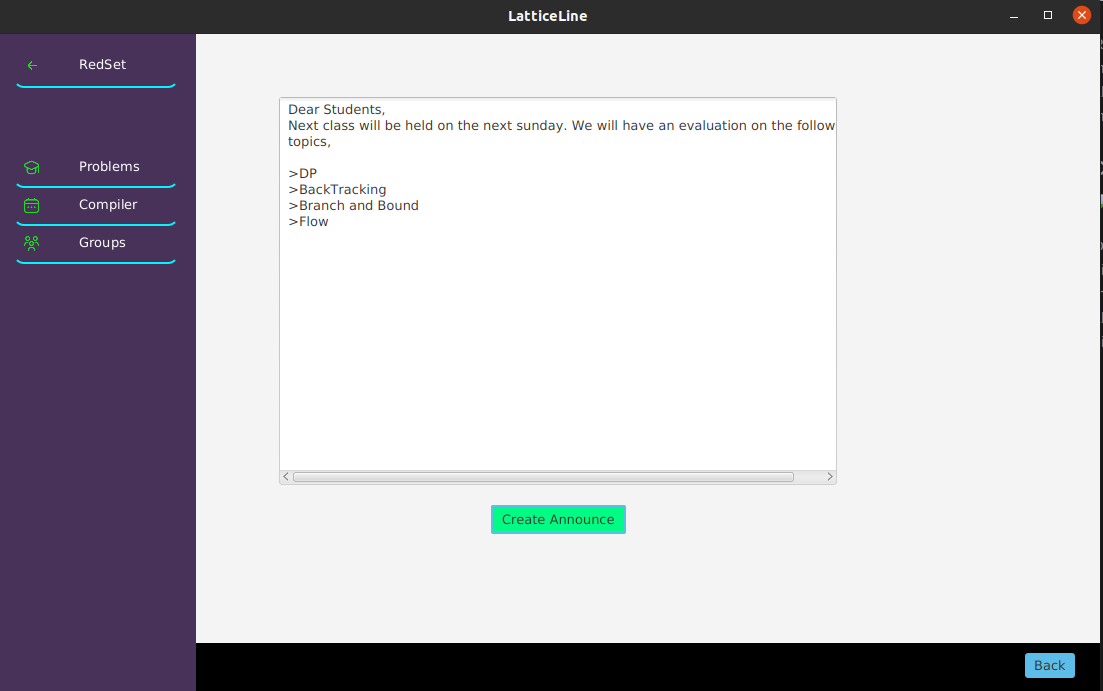 LatticeLine
RedSet
Problems
Compiler
Groups
Dear Students,
Next class will be held on the next sunday. We will have an evaluation on the follow
topics,
>DP
>BackTracking
>Branch and Bound
>Flow
Create Announce
Back